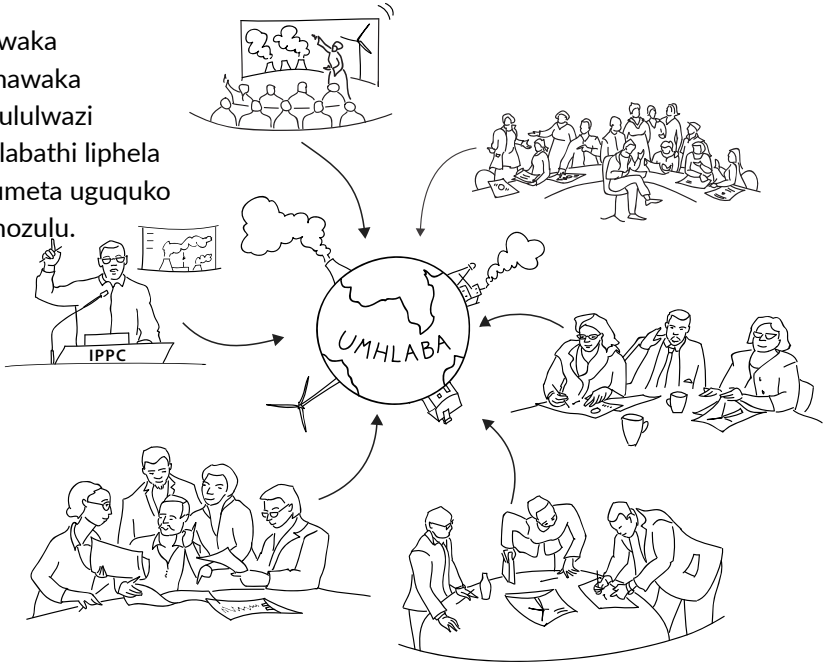 waka
nawaka
ululwazi
labathi liphela
umeta uguquko
nozulu.
IPPC
UMHLABA